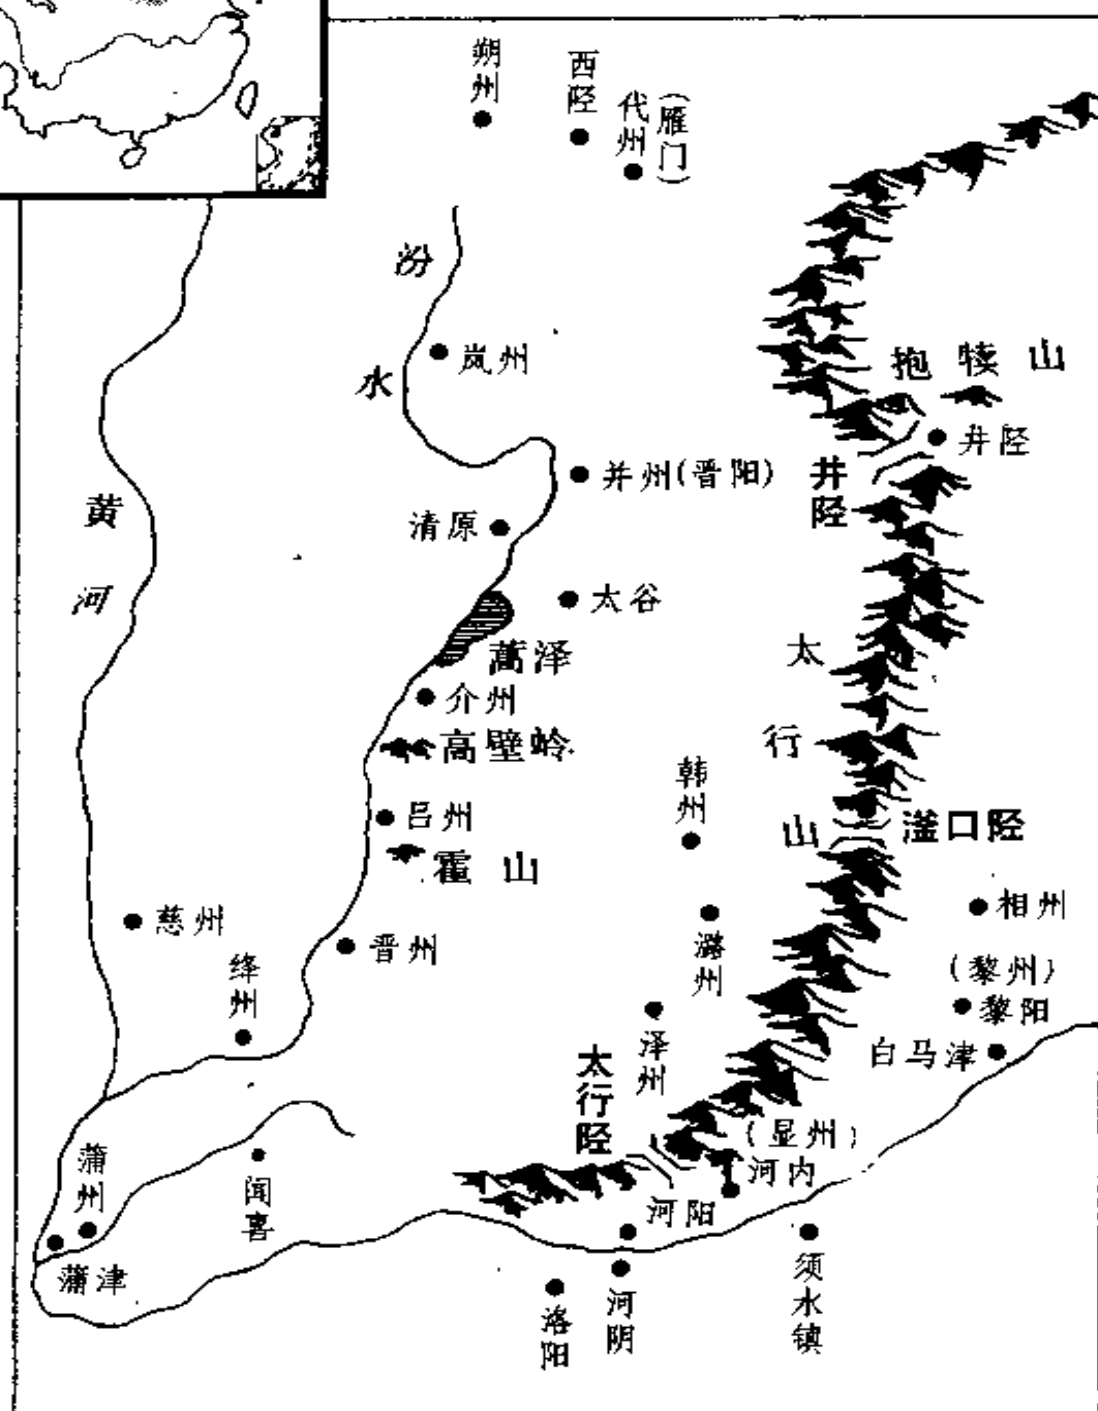 朔州
西陉
代州
(雁门)
汾水
岚州
抱犊山
井陉
井陉
并州(晋阳)
清原
黄河
太谷
蒿泽
太行山
介州
高壁岭
韩州
吕州
滏口陉
霍山
相州
慈州
晋州
潞州
绛州
(黎州)
黎阳
泽州
白马津
太行陉
(显州)
河内
蒲州
闻喜
河阳
蒲津
须水镇
河阴
洛阳